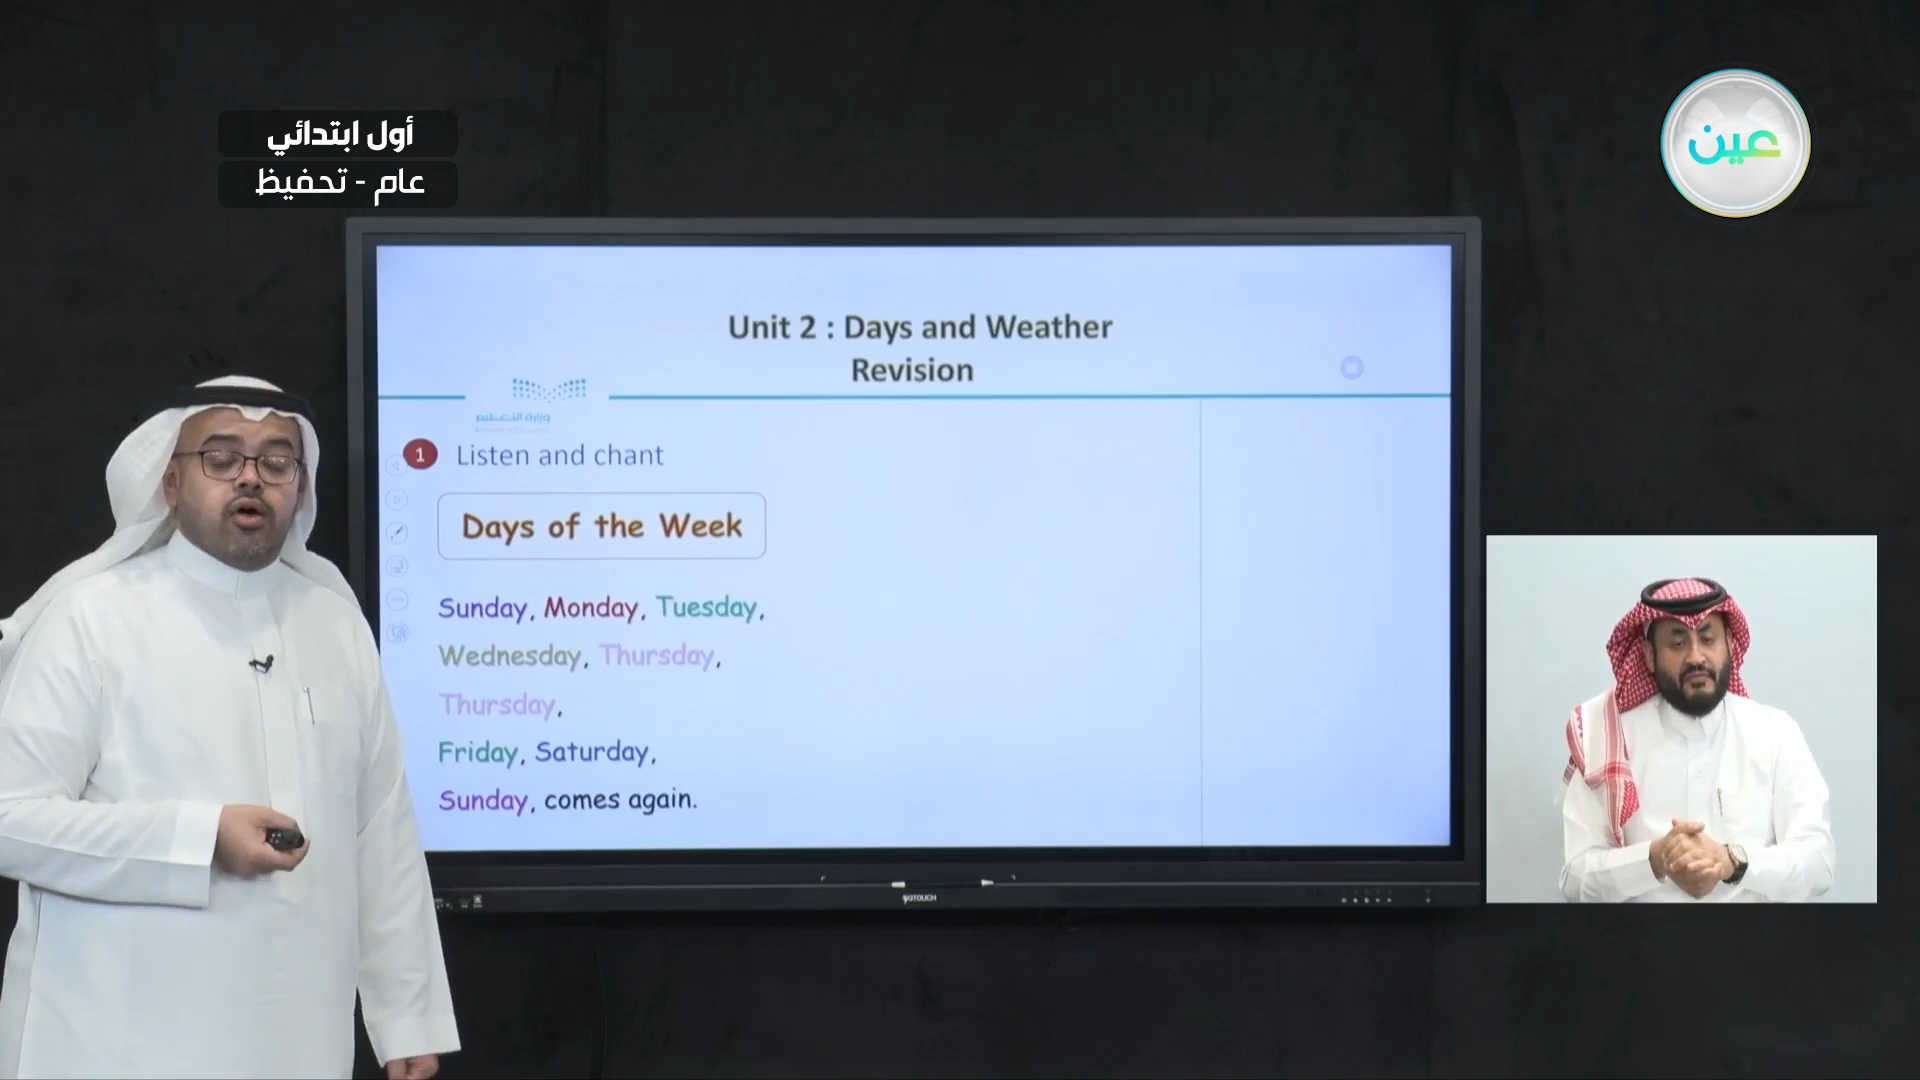 أول ابتدائي
عام - تحفيظ
عين
Unit 2 : Days and Weather
Revision
وزارة التعليم
1 Listen and chant
Days of the Week
Sunday, Monday, Tuesday,
Wednesday, Thursday,
Thursday,
Friday, Saturday,
Sunday, comes again.